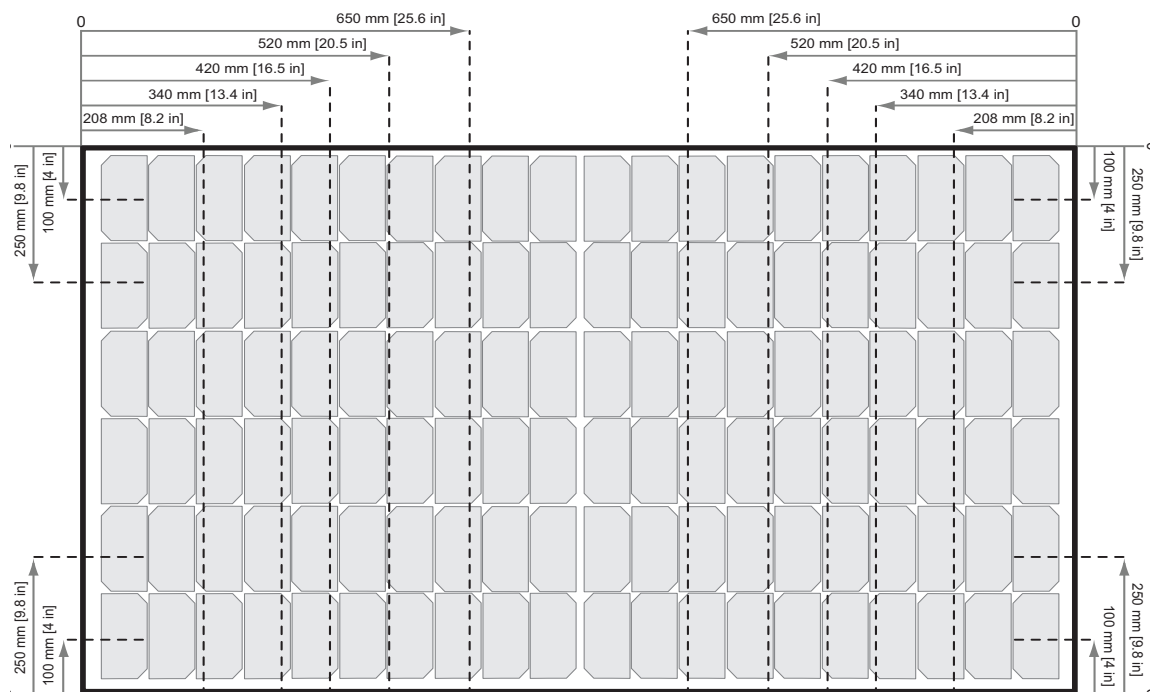 0
650 mm [25.6 in]
650 mm [25.6 in]
0
520 mm [20.5 in]
520 mm [20.5 in]
420 mm [16.5 in]
420 mm [16.5 in]
340 mm [13.4 in]
340 mm [13.4 in]
208 mm [8.2 in]
208 mm [8.2 in]
250 mm [9.8 in]
100 mm [4 in]
100 mm
[4 in]
250 mm
[9.8 in]
250 mm [9.8 in]
100 mm [4 in]
100 mm
[4 in]
250 mm
[9.8 in]